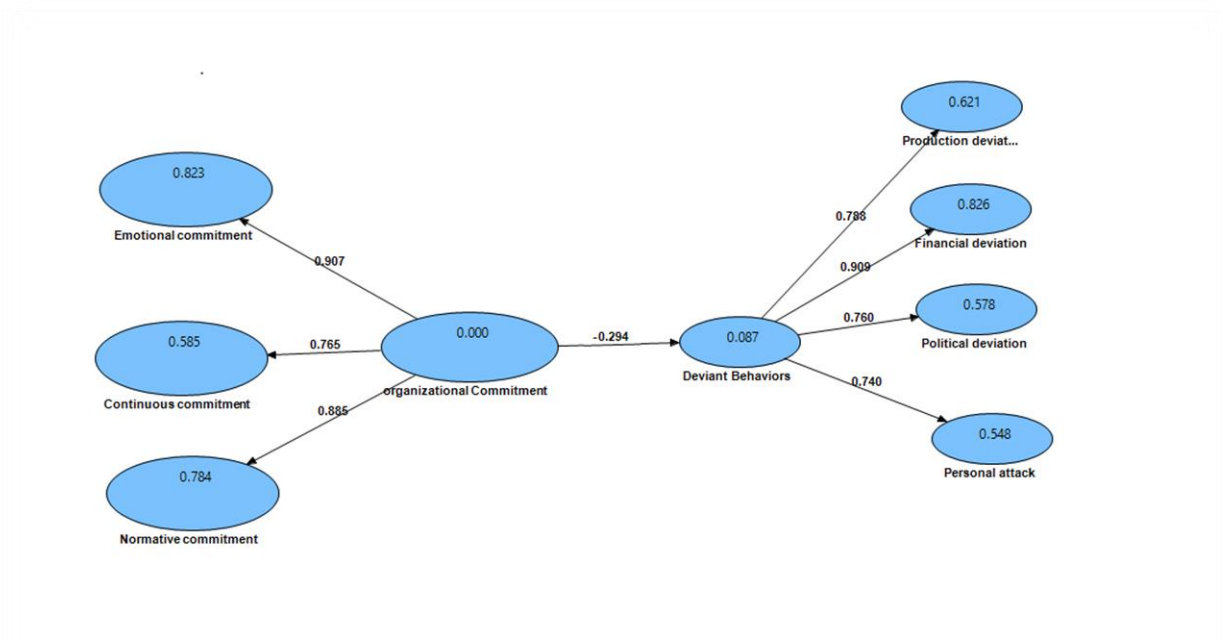 0.621
Production deviat...
0.823
Emotional commitment
0.788
0.826
Financial deviation
0.907
0.909
0.578
Political deviation
0.760
0.585
Continuous commitment
0.765
0.000
organizational Commitment
-0.294
0.087
Deviant Behaviors
0.740
0.885
0.548
Personal attack
0.784
Normative commitment